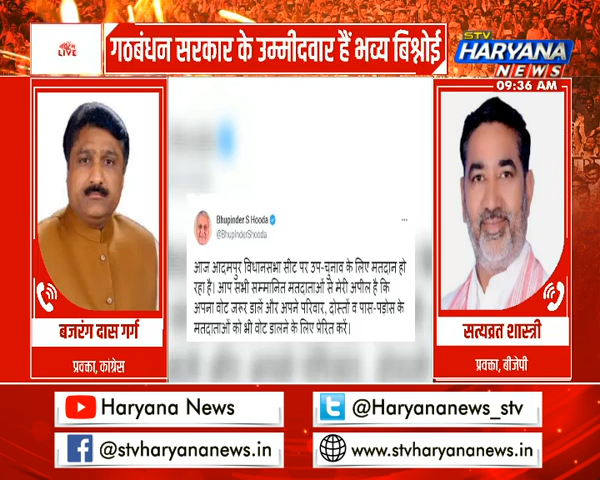 LIVE
गठबंधन सरकार के उम्मीदवार हैं भव्य बिश्नोई
STV
HARYANA
NEWS
09:36 AM
Bhupinder S Hooda
@BhupinderShooda
...
आज आदमपुर विधानसभा सीट पर उप-चुनाव के लिए मतदान हो
रहा है। आप सभी सम्मानित मतदाताओं से मेरी अपील है कि
अपना वोट जरूर डालें और अपने परिवार, दोस्तों व पास-पडोस के
मतदाताओं को भी वोट डालने के लिए प्रेरित करें।
बजरंग दास गर्ग
प्रवक्ता, कांग्रेस
सत्यव्रत शास्त्री
प्रवक्ता, बीजेपी
Haryana News
@Haryananews_stv
@stvharyananews.in
www.stvharyananews.in